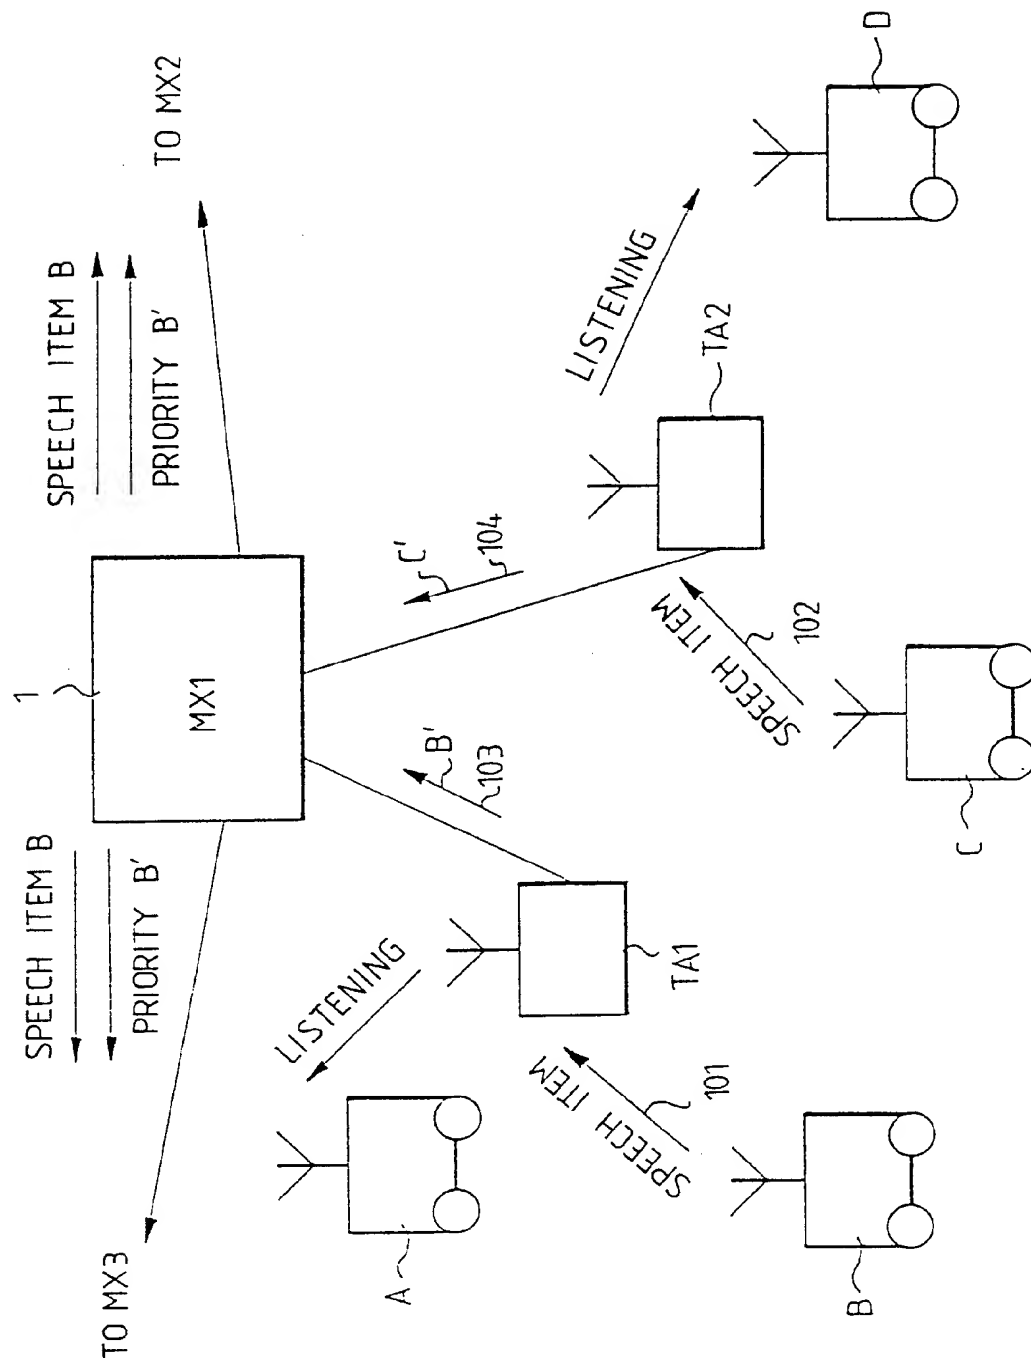 SPEECH ITEM B
PRIORITY B'
TO MX3
1
MX1
SPEECH ITEM B
PRIORITY B'
TO MX2
A
LISTENING
B'
103
C'
104
LISTENING
TA1
TA2
D
SPEECH ITEM
101
SPEECH ITEM
102
B
C